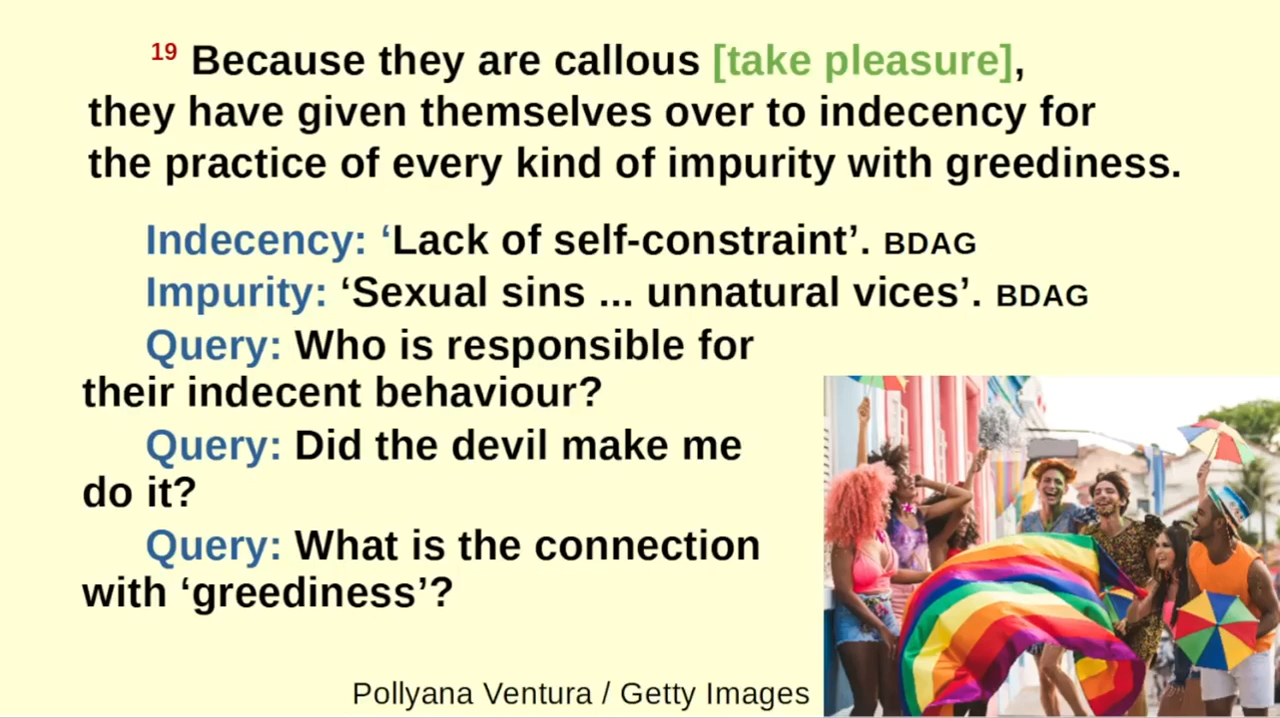 19 Because they are callous [take pleasure],
they have given themselves over to indecency for
the practice of every kind of impurity with greediness.
Indecency: ‘Lack of self-constraint’. BDAG
Impurity: ‘Sexual sins ... unnatural vices’. BDAG
Query: Who is responsible for
their indecent behaviour?
Query: Did the devil make me
do it?
Query: What is the connection
with ‘greediness’?
Pollyana Ventura / Getty Images